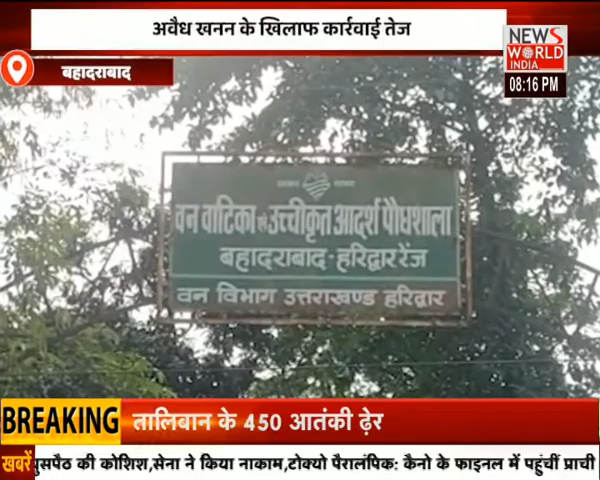 अवैध खनन के खिलाफ कार्रवाई तेज
NEWS
WORLD
INDIA
08:16 PM
बहादराबाद
वन वाटिका एवं उच्चीकृत आदर्श पौधशाला
बहादराबाद - हरिद्वार रेंज
वन विभाग उत्तराखण्ड हरिद्वार
BREAKING तालिबान के 450 आतंकी ढ़ेर
खबरें की कोशिश,सेना ने किया नाकाम,टोक्यो पैरालंपिक: कैनो के फाइनल में पहुंचीं प्राची